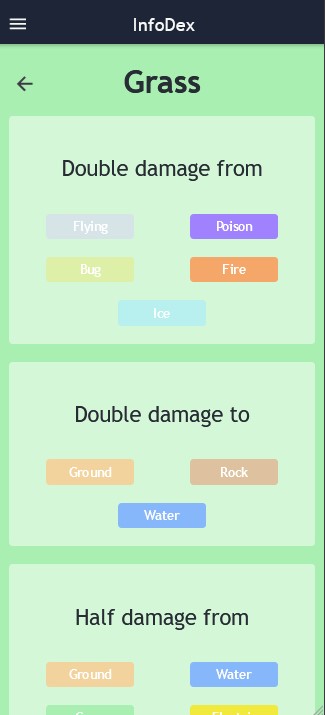 InfoDex
Grass
Double damage from
Flying Poison
Bug Fire
Ice
Double damage to
Ground Rock
Water
Half damage from
Ground Water